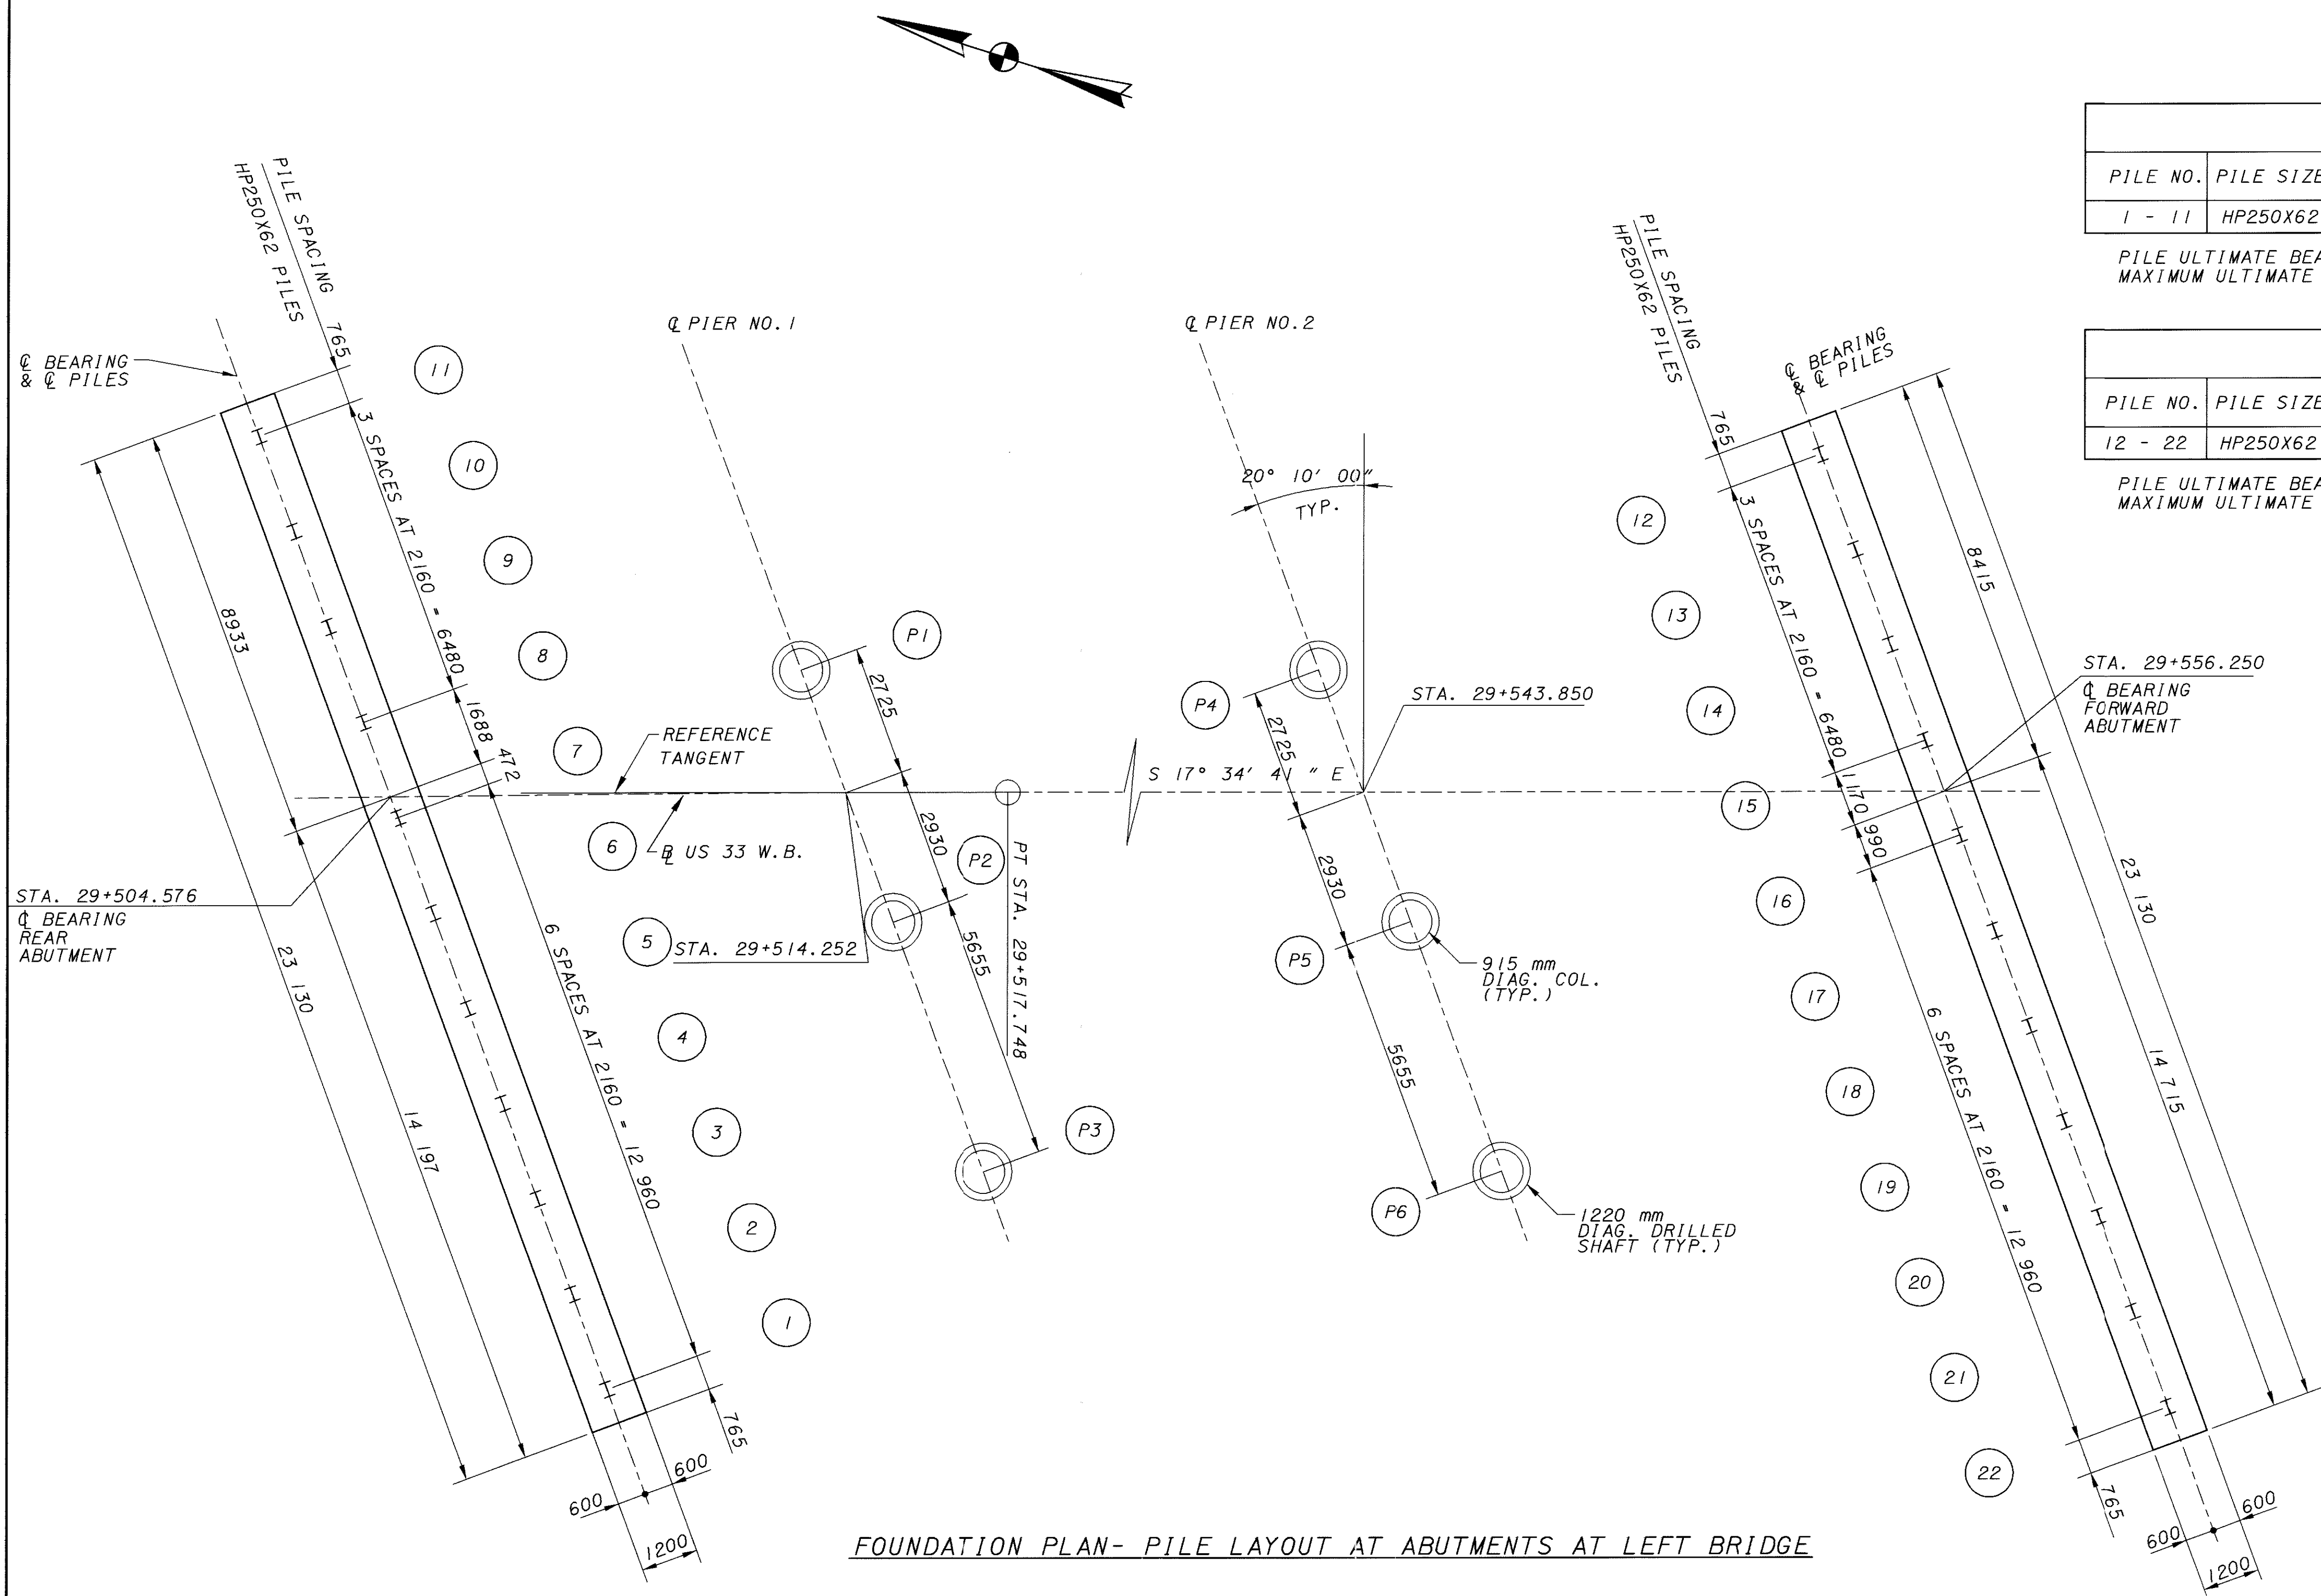 PILE NO. PILE SIZE
1 - 11 HP250X62
PILE ULTIMATE BEA
MAXIMUM ULTIMATE
PILE NO. PILE SIZE
12 - 22 HP250X62
PILE ULTIMATE BEA
MAXIMUM ULTIMATE
PILE SPACING
HP250X62 PILES
765
℄ BEARING
& ℄ PILES
11
10
9
8
7
6
5
4
3
2
1
3 SPACES AT 2160 = 6480
1688
472
6 SPACES AT 2160 = 12 960
765
8933
23 130
14 197
600
600
1200
STA. 29+504.576
℄ BEARING
REAR
ABUTMENT
℄ PIER NO. 1
P1
2725
2930
P2
5655
P3
REFERENCE
TANGENT
℄ US 33 W.B.
STA. 29+514.252
PT STA. 29+517.748
℄ PIER NO. 2
20° 10' 00"
TYP.
S 17° 34' 41 " E
STA. 29+543.850
P4
2725
2930
P5
5655
P6
915 mm
DIAG. COL.
(TYP.)
1220 mm
DIAG. DRILLED
SHAFT (TYP.)
PILE SPACING
HP250X62 PILES
765
℄ BEARING
& ℄ PILES
12
13
14
15
16
17
18
19
20
21
22
3 SPACES AT 2160 = 6480
1170
990
6 SPACES AT 2160 = 12 960
765
8415
23 130
14 715
STA. 29+556.250
℄ BEARING
FORWARD
ABUTMENT
600
600
1200
FOUNDATION PLAN- PILE LAYOUT AT ABUTMENTS AT LEFT BRIDGE